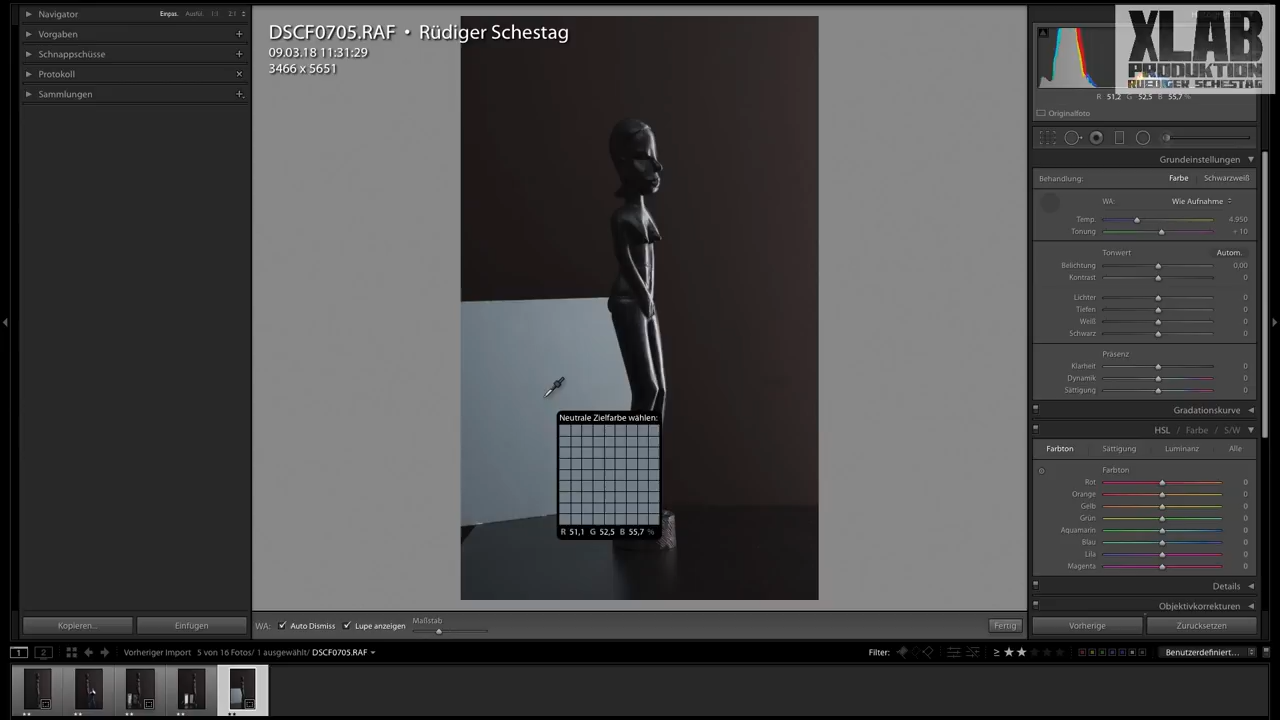 Navigator
Einpas. Ausfül. 1:1 2:1
Vorgaben
Schnappschüsse
Protokoll
Sammlungen
DSCF0705.RAF • Rüdiger Schestag
09.03.18 11:31:29
3466 x 5651
XLAB
PRODUKTION
RUEDIGER SCHESTAG
R 51,2 G 52,5 B 55,7 %
Originalfoto
Grundeinstellungen
Behandlung: Farbe Schwarzweiß
WA: Wie Aufnahme
Temp. 4.950
Tonung + 10
Tonwert Autom.
Belichtung 0,00
Kontrast 0
Lichter 0
Tiefen 0
Weiß 0
Schwarz 0
Präsenz
Klarheit 0
Dynamik 0
Sättigung 0
Gradationskurve
HSL / Farbe / S/W
Farbton Sättigung Luminanz Alle
Farbton
Rot 0
Orange 0
Gelb 0
Grün 0
Aquamarin 0
Blau 0
Lila 0
Magenta 0
Details
Objektivkorrekturen
Neutrale Zielfarbe wählen:
R 51,1 G 52,5 B 55,7 %
Kopieren... Einfügen
WA: Auto Dismiss Lupe anzeigen Maßstab
Fertig
Vorherige Zurücksetzen
1 2 Vorheriger Import 5 von 16 Fotos/ 1 ausgewählt/ DSCF0705.RAF
Filter: ≥ ★ ★ ★ ★ ★ Benutzerdefiniert...